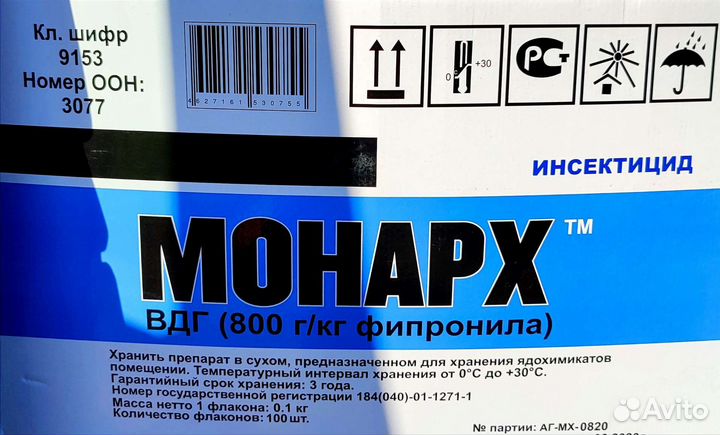 Кл. шифр
9153
Номер ООН:
3077
4627161530755
0 +30
РСТ
ИНСЕКТИЦИД
МОНАРХ™
ВДГ (800 г/кг фипронила)
Хранить препарат в сухом, предназначенном для хранения ядохимикатов
помещении. Температурный интервал хранения от 0°С до +30°С.
Гарантийный срок хранения: 3 года.
Номер государственной регистрации 184(040)-01-1271-1
Масса нетто 1 флакона: 0.1 кг
Количество флаконов: 100 шт.
№ партии: АГ-МХ-0820
Avito